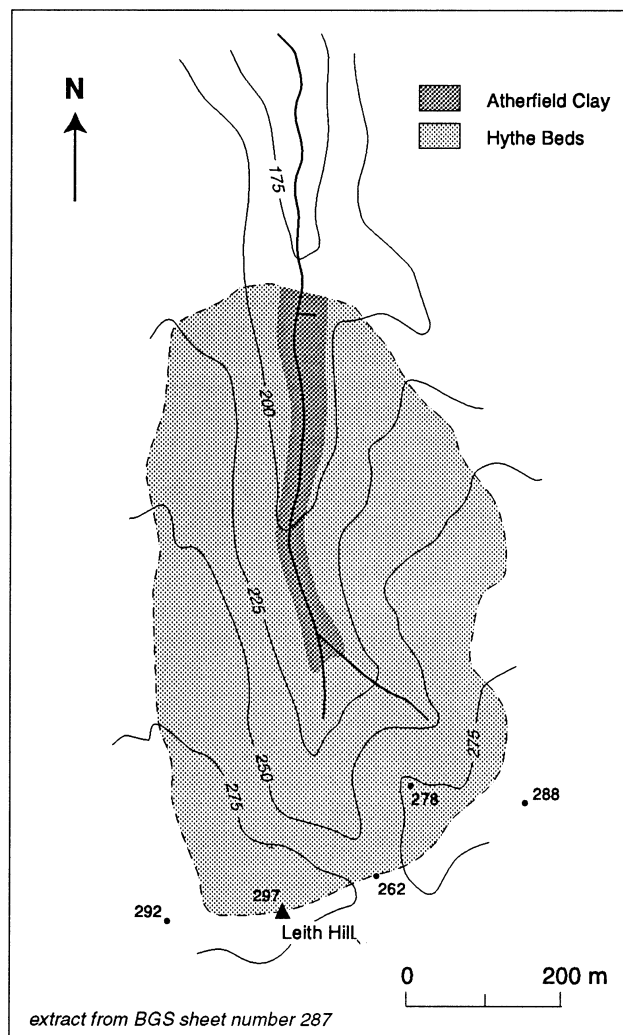 N
Atherfield Clay
Hythe Beds
175
200
225
250
275
275
278
288
262
297
292
Leith Hill
0 200 m
extract from BGS sheet number 287